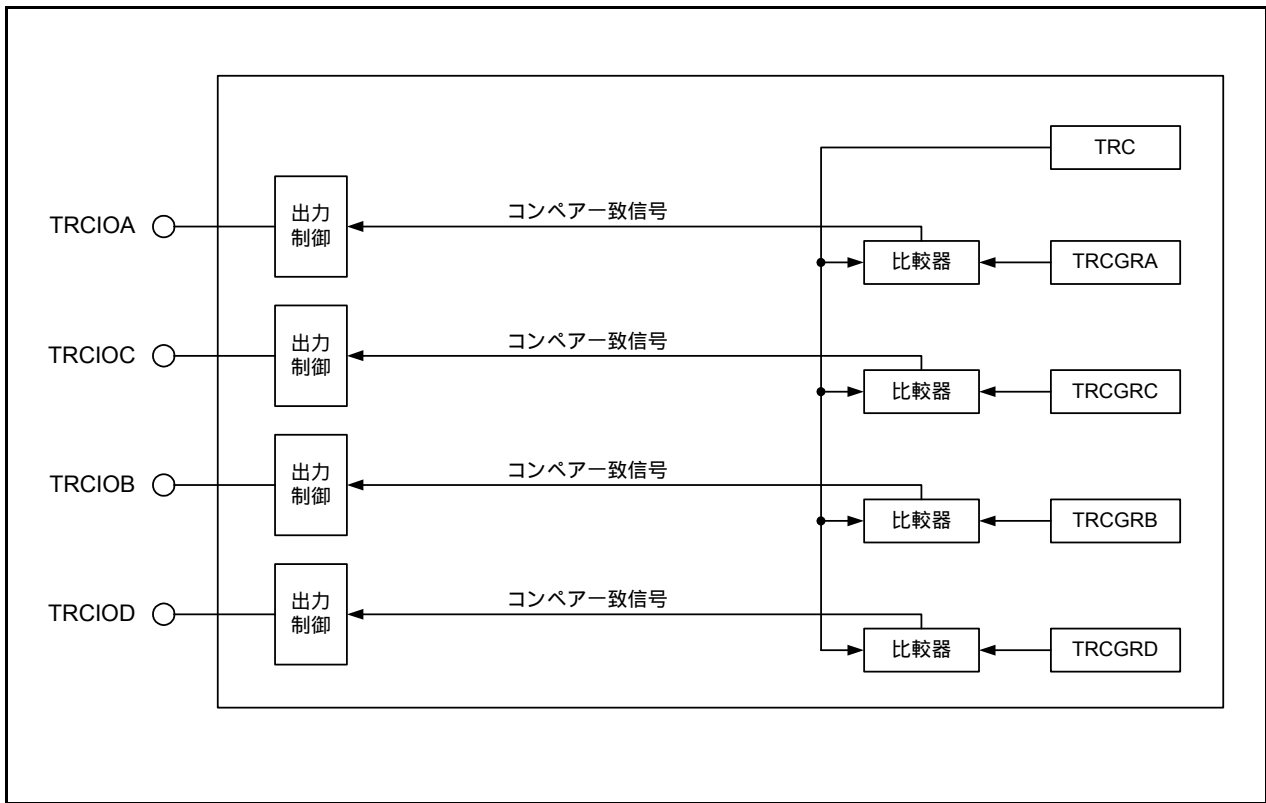 TRC
TRCIOA
出力
制御
コンペア一致信号
比較器
TRCGRA
TRCIOC
出力
制御
コンペア一致信号
比較器
TRCGRC
TRCIOB
出力
制御
コンペア一致信号
比較器
TRCGRB
TRCIOD
出力
制御
コンペア一致信号
比較器
TRCGRD